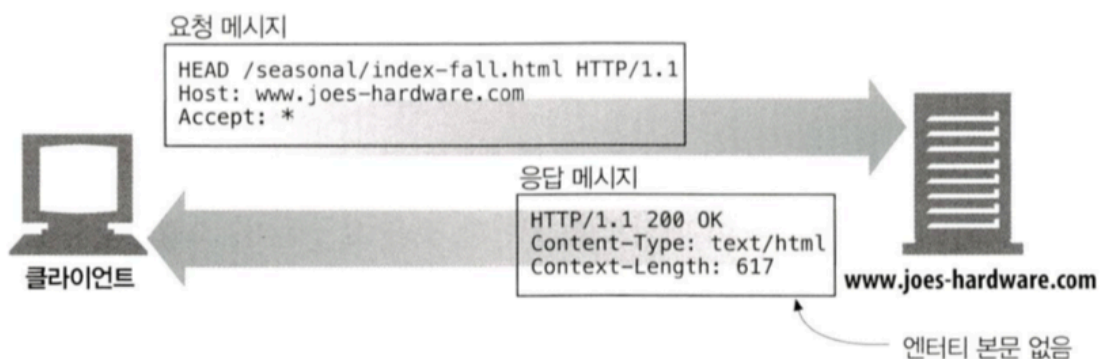 요청 메시지
HEAD /seasonal/index-fall.html HTTP/1.1
Host: www.joes-hardware.com
Accept: *
응답 메시지
HTTP/1.1 200 OK
Content-Type: text/html
Context-Length: 617
클라이언트
www.joes-hardware.com
엔터티 본문 없음